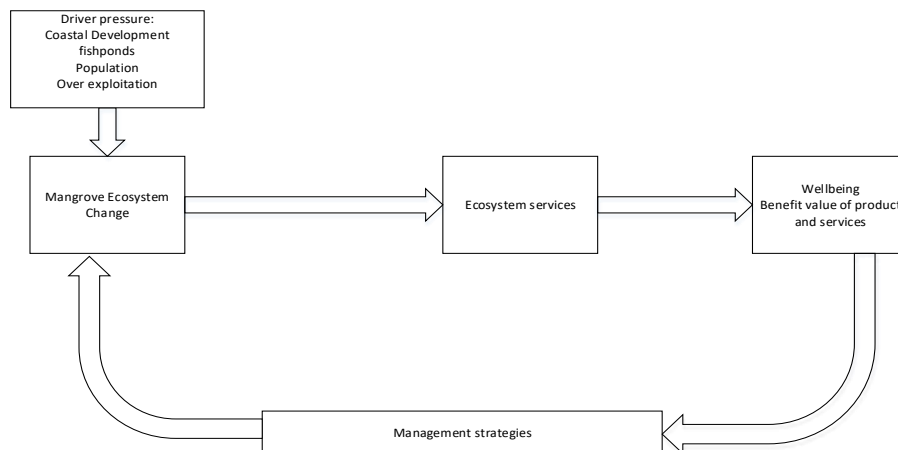 Driver pressure:
Coastal Development
fishponds
Population
Over exploitation
Mangrove Ecosystem
Change
Ecosystem services
Wellbeing
Benefit value of product
and services
Management strategies